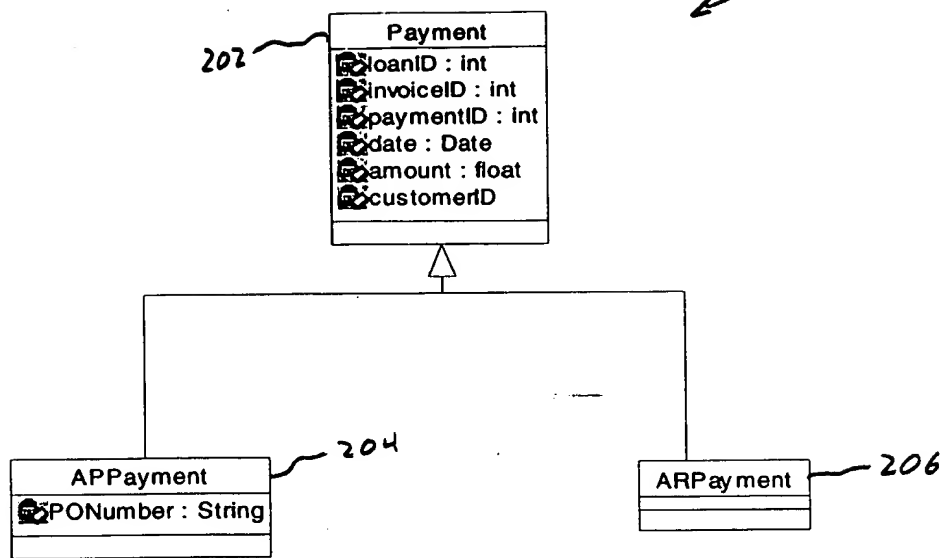 Payment
202
loanID : int
invoiceID : int
paymentID : int
date : Date
amount : float
customerID
204
APPayment
PONumber : String
ARPayment
206